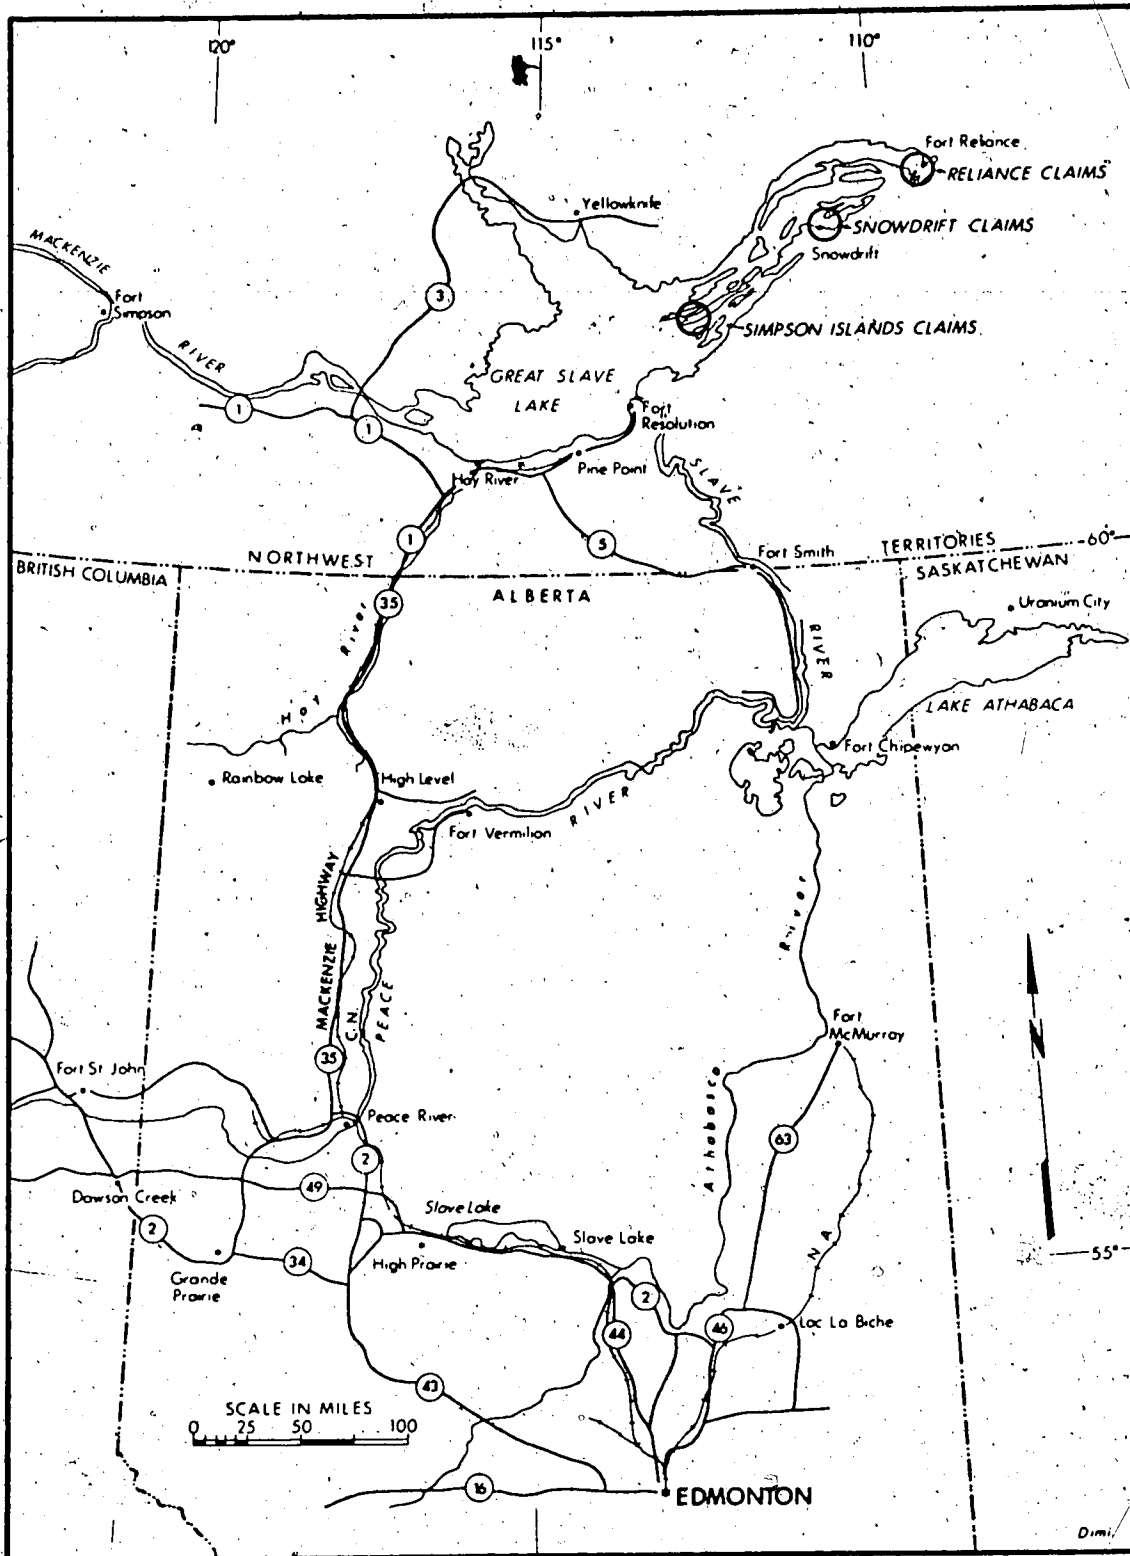 120°
115°
110°
Fort Reliance
RELIANCE CLAIMS
Yellowknife
SNOWDRIFT CLAIMS
Snowdrift
MACKENZIE
Fort
Simpson
3
SIMPSON ISLANDS CLAIMS
RIVER
GREAT SLAVE
LAKE
1
1
Fort
Resolution
Pine Point
Hay River
SLAVE
1
5
Fort Smith
NORTHWEST
TERRITORIES
60°
BRITISH COLUMBIA
SASKATCHEWAN
ALBERTA
35
Uranium City
River
RIVER
Hay
LAKE ATHABACA
Fort Chipewyan
Rainbow Lake
High Level
RIVER
Fort Vermilion
MACKENZIE HIGHWAY
C.N.
PEACE
River
Fort
McMurray
35
Fort St John
Peace River
Athabasca
63
2
49
Dawson Creek
Slave Lake
Slave Lake
2
N A
55°
34
High Prairie
Grande
Prairie
2
44
46
Lac La Biche
43
SCALE IN MILES
0 25 50 100
16
EDMONTON
N
Dimi.